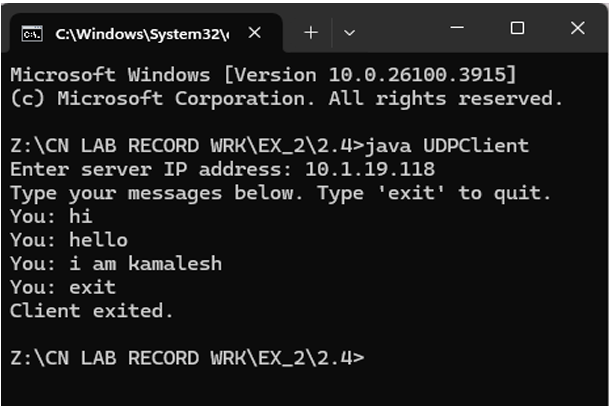 C:\Windows\System32\c
Microsoft Windows [Version 10.0.26100.3915]
(c) Microsoft Corporation. All rights reserved.
Z:\CN LAB RECORD WRK\EX_2\2.4>java UDPClient
Enter server IP address: 10.1.19.118
Type your messages below. Type 'exit' to quit.
You: hi
You: hello
You: i am kamalesh
You: exit
Client exited.
Z:\CN LAB RECORD WRK\EX_2\2.4>